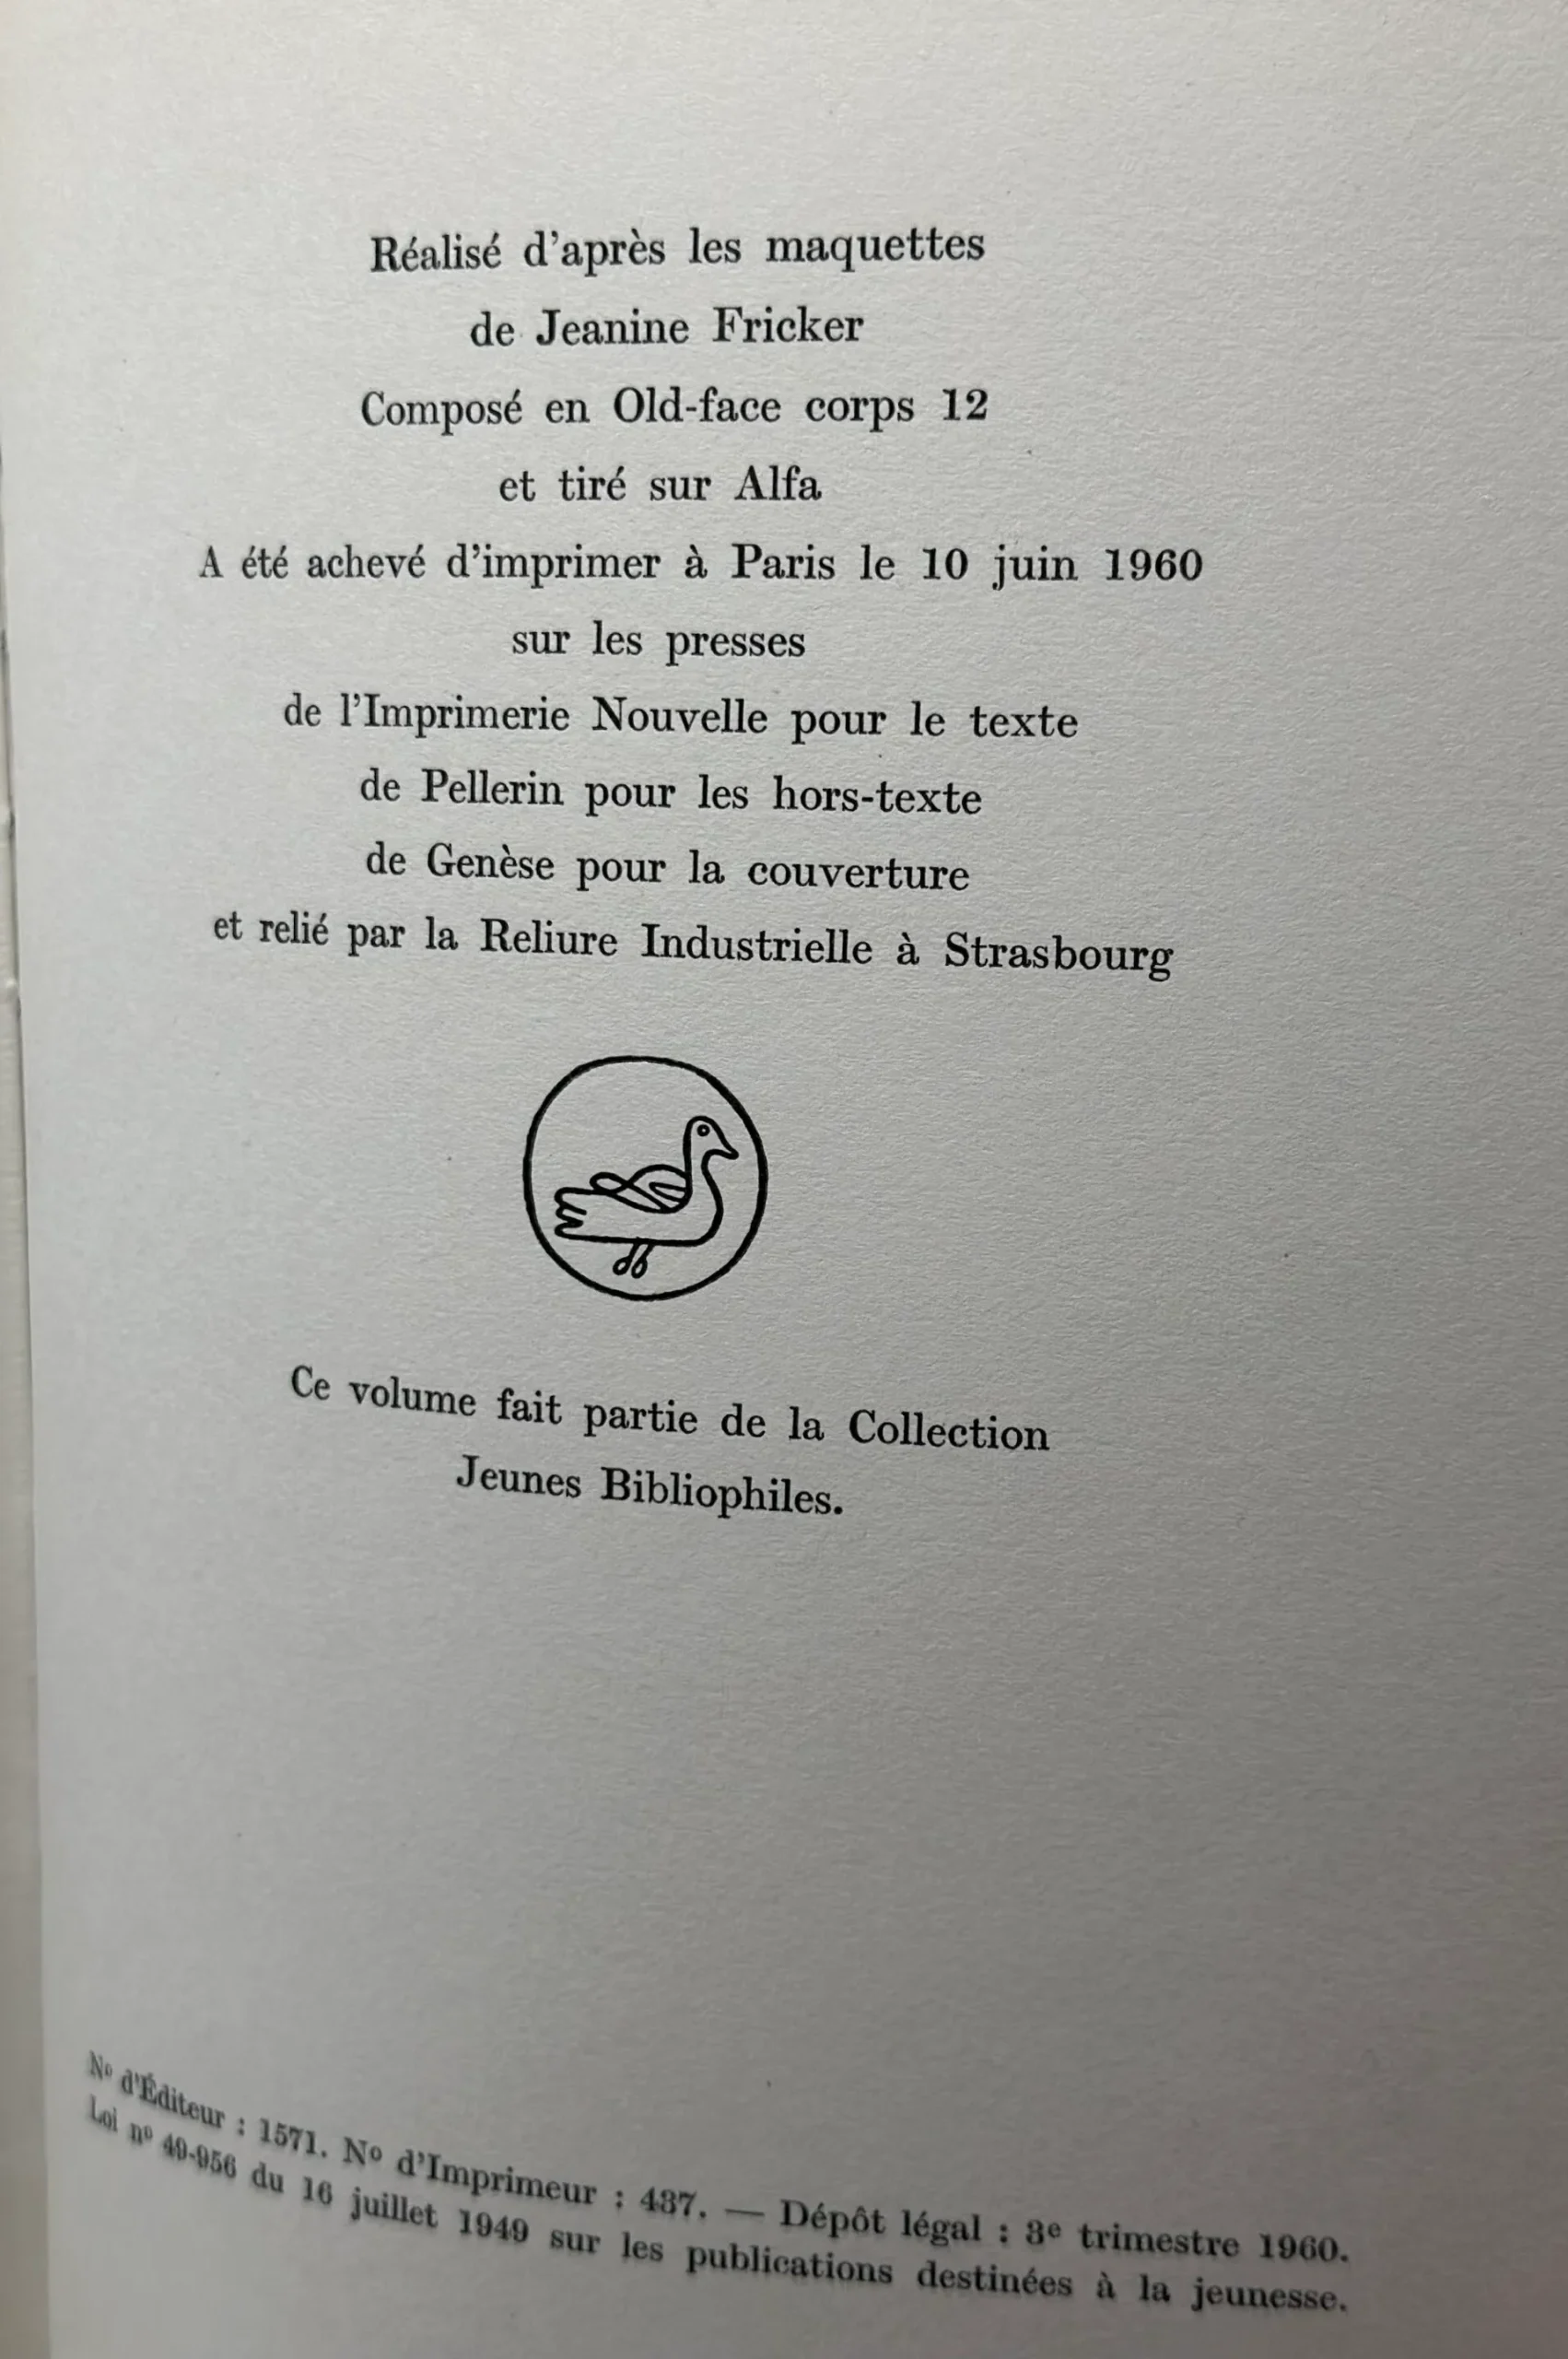 Réalisé d'après les maquettes
de Jeanine Fricker
Composé en Old-face corps 12
et tiré sur Alfa
A été achevé d'imprimer à Paris le 10 juin 1960
sur les presses
de l'Imprimerie Nouvelle pour le texte
de Pellerin pour les hors-texte
de Genèse pour la couverture
et relié par la Reliure Industrielle à Strasbourg
Ce volume fait partie de la Collection
Jeunes Bibliophiles.
Nº d'Éditeur : 1571. Nº d'Imprimeur : 487. — Dépôt légal : 3e trimestre 1960.
Loi nº 49-956 du 16 juillet 1949 sur les publications destinées à la jeunesse.